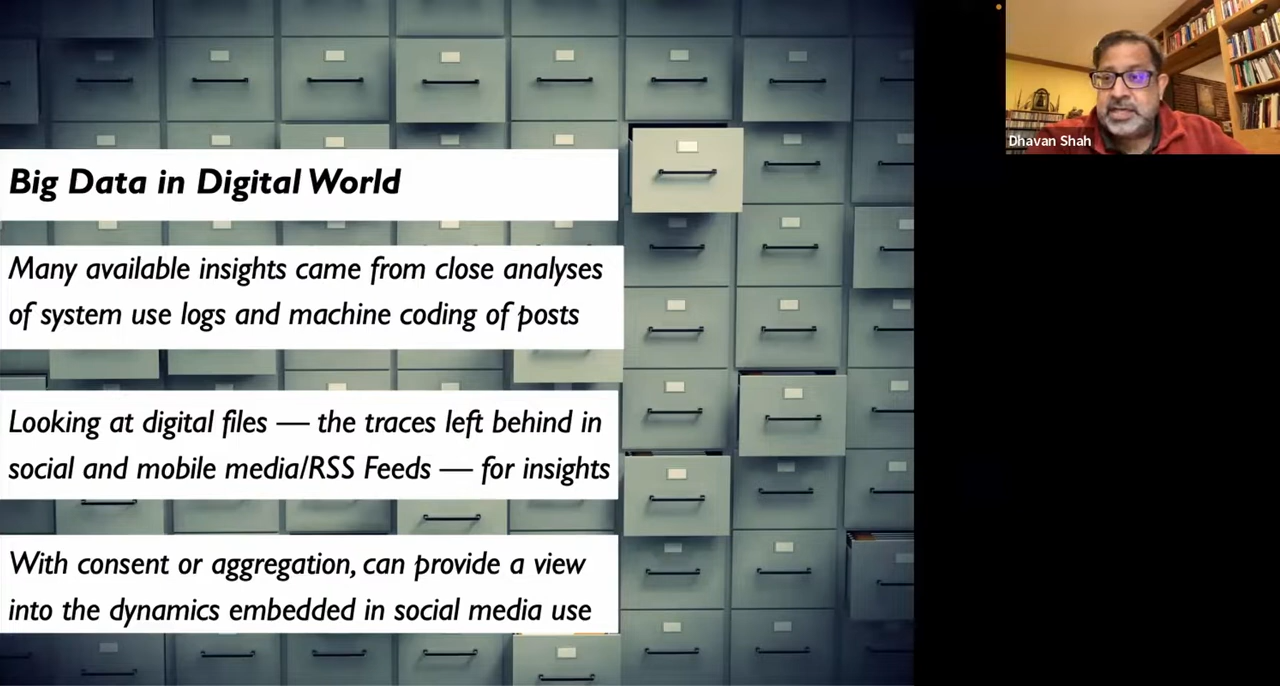 Big Data in Digital World
Many available insights came from close analyses
of system use logs and machine coding of posts
Looking at digital files — the traces left behind in
social and mobile media/RSS Feeds — for insights
With consent or aggregation, can provide a view
into the dynamics embedded in social media use
Dhavan Shah